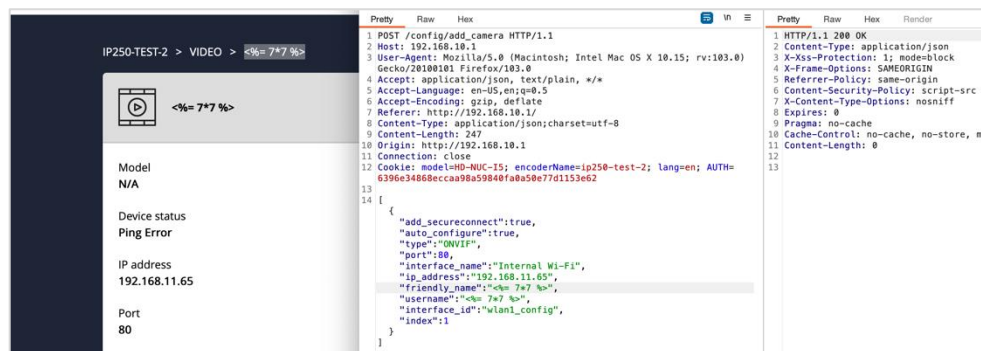 IP250-TEST-2 > VIDEO > <%= 7*7 %>
<%= 7*7 %>
Model
N/A
Device status
Ping Error
IP address
192.168.11.65
Port
80
Pretty Raw Hex
\n
1 POST /config/add_camera HTTP/1.1
2 Host: 192.168.10.1
3 User-Agent: Mozilla/5.0 (Macintosh; Intel Mac OS X 10.15; rv:103.0)
Gecko/20100101 Firefox/103.0
4 Accept: application/json, text/plain, */*
5 Accept-Language: en-US,en;q=0.5
6 Accept-Encoding: gzip, deflate
7 Referer: http://192.168.10.1/
8 Content-Type: application/json;charset=utf-8
9 Content-Length: 247
10 Origin: http://192.168.10.1
11 Connection: close
12 Cookie: model=HD-NUC-I5; encoderName=ip250-test-2; lang=en; AUTH=
6396e34868eccaa98a59840fa0a50e77d1153e62
13
14 [
{
"add_secureconnect":true,
"auto_configure":true,
"type":"ONVIF",
"port":80,
"interface_name":"Internal Wi-Fi",
"ip_address":"192.168.11.65",
"friendly_name":"<%= 7*7 %>",
"username":"<%= 7*7 %>",
"interface_id":"wlan1_config",
"index":1
}
]
Pretty Raw Hex Render
1 HTTP/1.1 200 OK
2 Content-Type: application/json
3 X-Xss-Protection: 1; mode=block
4 X-Frame-Options: SAMEORIGIN
5 Referrer-Policy: same-origin
6 Content-Security-Policy: script-src
7 X-Content-Type-Options: nosniff
8 Expires: 0
9 Pragma: no-cache
10 Cache-Control: no-cache, no-store, m
11 Content-Length: 0
12
13